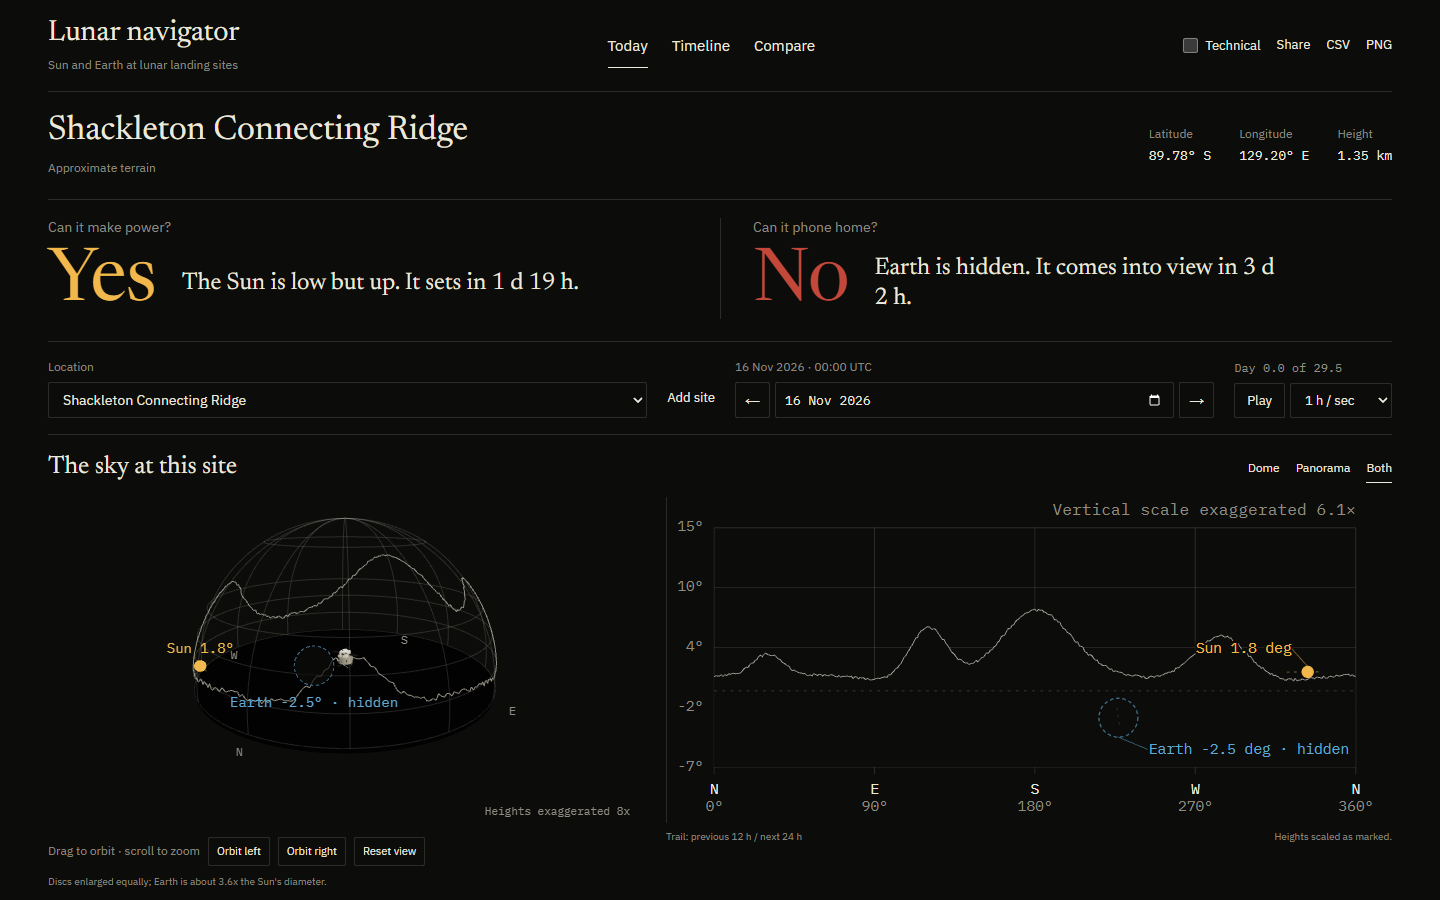 Lunar navigator
Sun and Earth at lunar landing sites
Today Timeline Compare
Technical Share CSV PNG
Shackleton Connecting Ridge
Approximate terrain
Latitude Longitude Height
89.78° S 129.20° E 1.35 km
Can it make power?
Yes
The Sun is low but up. It sets in 1 d 19 h.
Can it phone home?
No
Earth is hidden. It comes into view in 3 d
2 h.
Location
Shackleton Connecting Ridge
Add site
16 Nov 2026 · 00:00 UTC
← 16 Nov 2026 →
Day 0.0 of 29.5
Play 1 h / sec
The sky at this site
Dome Panorama Both
Sun 1.8°
W
S
Earth -2.5° · hidden
E
N
Heights exaggerated 8x
Drag to orbit · scroll to zoom Orbit left Orbit right Reset view
Discs enlarged equally; Earth is about 3.6x the Sun's diameter.
Vertical scale exaggerated 6.1×
15°
10°
4°
-2°
-7°
Sun 1.8 deg
Earth -2.5 deg · hidden
N E S W N
0° 90° 180° 270° 360°
Trail: previous 12 h / next 24 h
Heights scaled as marked.